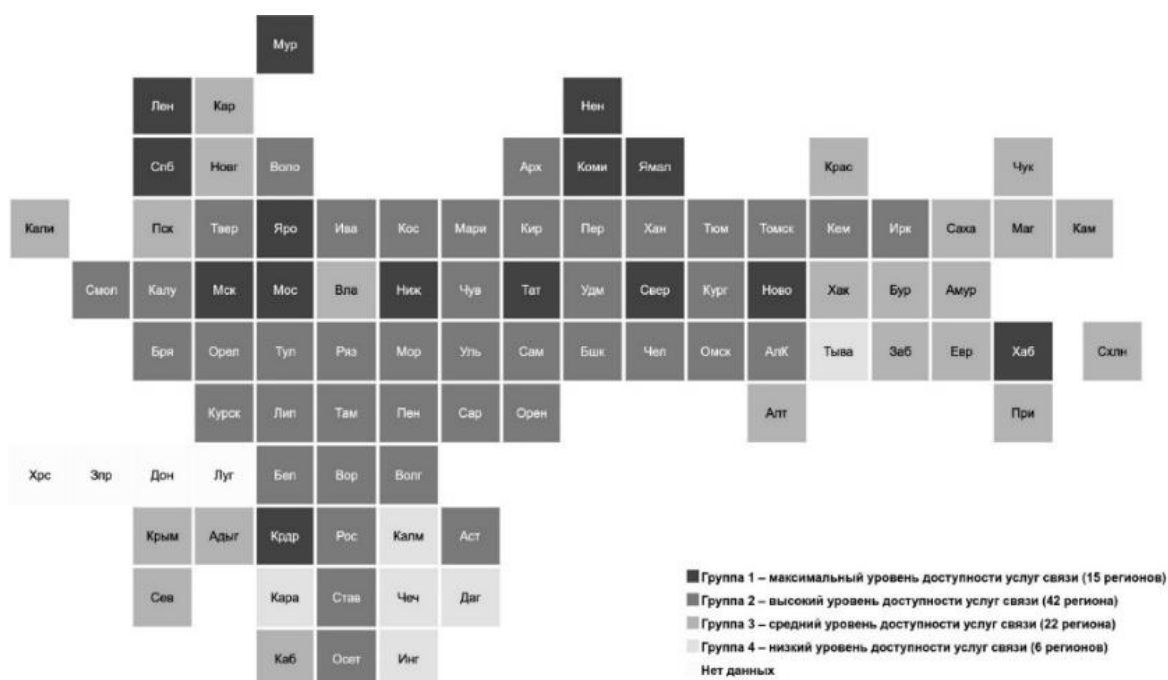 Мур
Лен Кар Нен
Спб Новг Воло Арх Коми Ямал Крас Чук
Кали Пск Твер Яро Ива Кос Мари Кир Пер Хан Тюм Томск Кем Ирк Саха Маг Кам
Смол Калу Мск Мос Вла Ниж Чув Тат Удм Свер Кург Ново Хак Бур Амур
Бря Орел Тул Ряз Мор Уль Сам Бшк Чел Омск АлК Тыва Заб Евр Хаб Схлн
Курск Лип Там Пен Сар Орен Алт При
Хрс Зпр Дон Луг Бел Вор Волг
Крым Адыг Крдр Рос Калм Аст
Сев Кара Став Чеч Даг
Каб Осет Инг
Группа 1 – максимальный уровень доступности услуг связи (15 регионов)
Группа 2 – высокий уровень доступности услуг связи (42 региона)
Группа 3 – средний уровень доступности услуг связи (22 региона)
Группа 4 – низкий уровень доступности услуг связи (6 регионов)
Нет данных